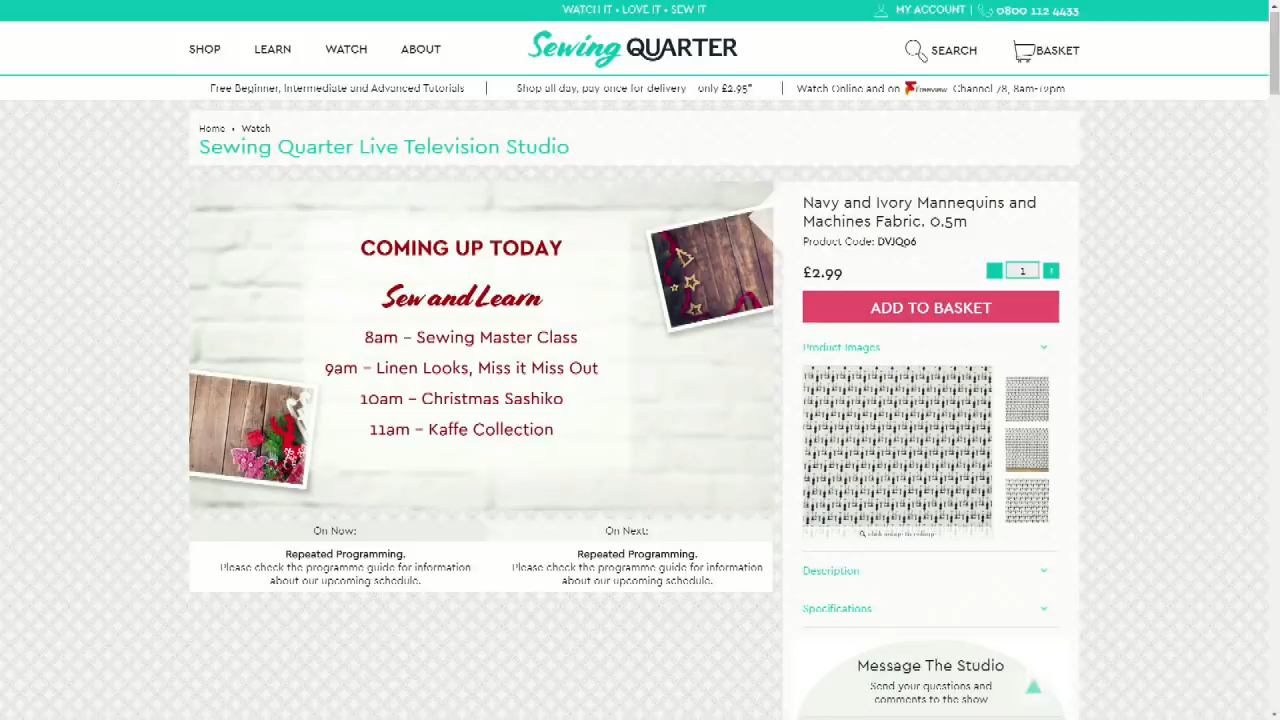 WATCH IT • LOVE IT • SEW IT
MY ACCOUNT | 0800 112 4433
SHOP LEARN WATCH ABOUT
Sewing QUARTER
SEARCH BASKET
Free Beginner, Intermediate and Advanced Tutorials
Shop all day, pay once for delivery - only £2.95*
Watch Online and on Freeview Channel 78, 8am-12pm
Home • Watch
Sewing Quarter Live Television Studio
COMING UP TODAY
Sew and Learn
8am – Sewing Master Class
9am – Linen Looks, Miss it Miss Out
10am – Christmas Sashiko
11am – Kaffe Collection
On Now:
Repeated Programming.
Please check the programme guide for information
about our upcoming schedule.
On Next:
Repeated Programming.
Please check the programme guide for information
about our upcoming schedule.
Navy and Ivory Mannequins and
Machines Fabric. 0.5m
Product Code: DVJQ06
£2.99
1
ADD TO BASKET
Product Images
click image to enlarge
Description
Specifications
Message The Studio
Send your questions and
comments to the show